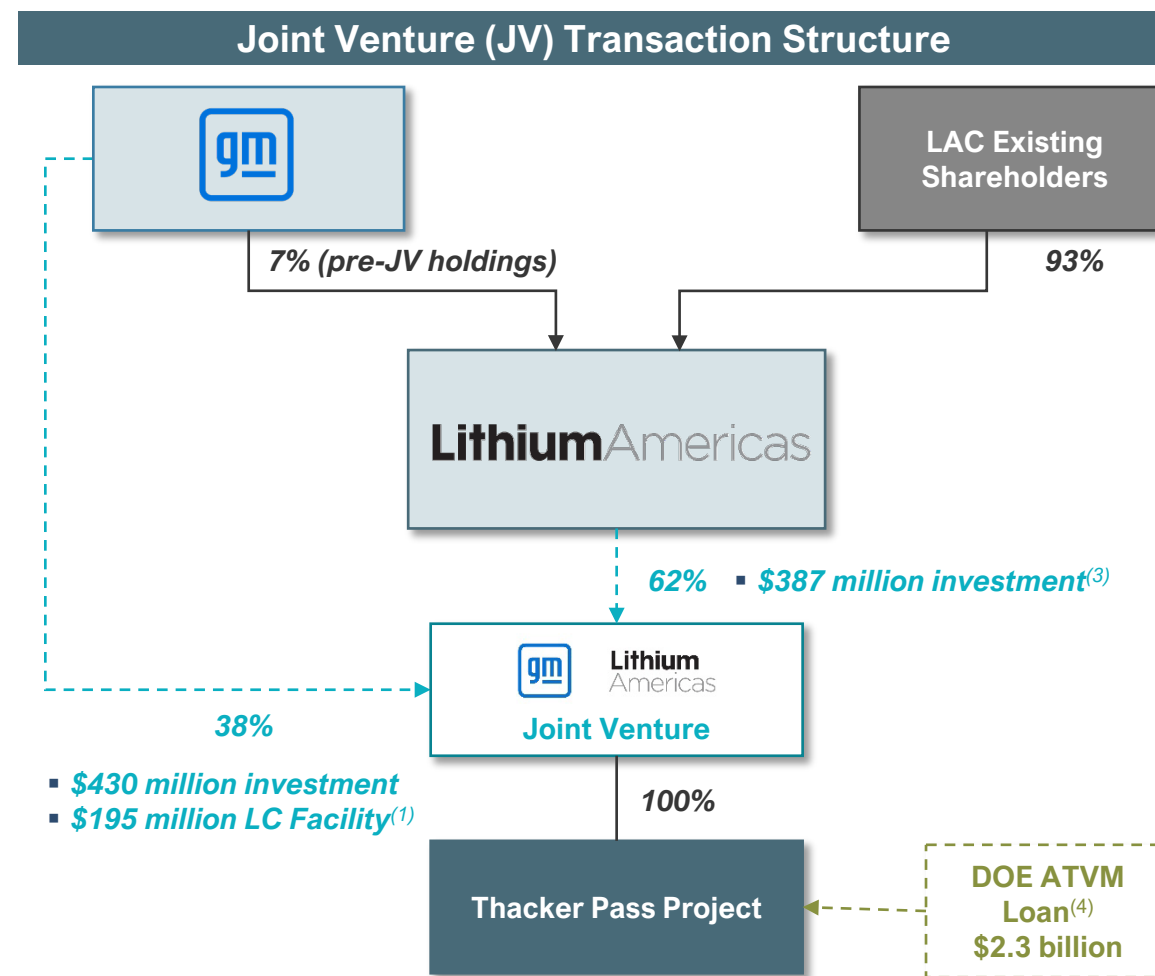 Joint Venture (JV) Transaction Structure
gm
LAC Existing
Shareholders
7% (pre-JV holdings)
93%
LithiumAmericas
62% ▪ $387 million investment(3)
gm
Lithium
Americas
Joint Venture
38%
▪ $430 million investment
▪ $195 million LC Facility(1)
100%
Thacker Pass Project
DOE ATVM
Loan(4)
$2.3 billion